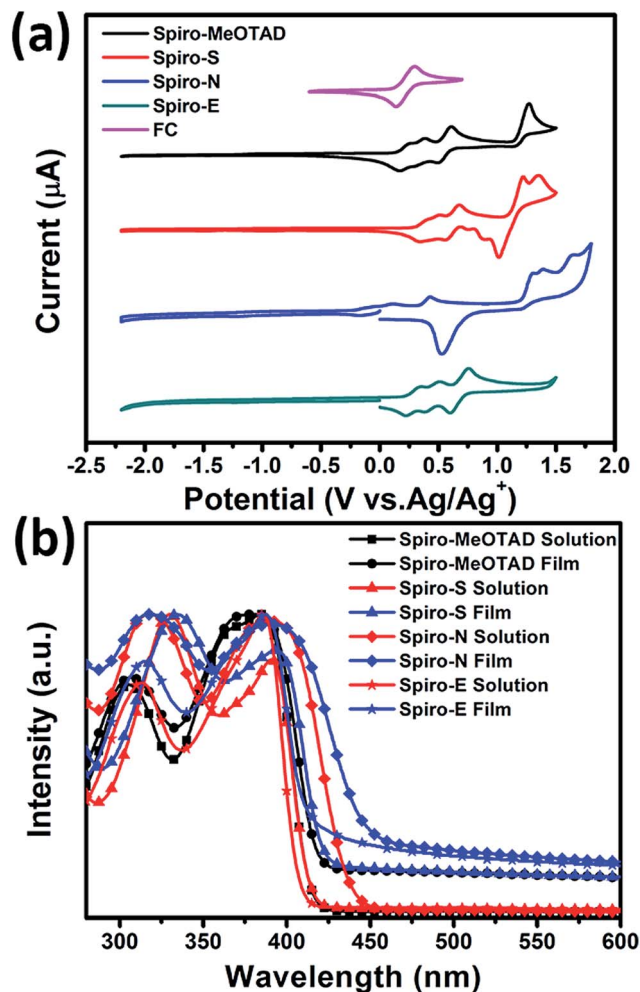 (a)
Spiro-MeOTAD
Spiro-S
Spiro-N
Spiro-E
FC
Current (μA)
-2.5 -2.0 -1.5 -1.0 -0.5 0.0 0.5 1.0 1.5 2.0
Potential (V vs.Ag/Ag⁺)
(b)
Spiro-MeOTAD Solution
Spiro-MeOTAD Film
Spiro-S Solution
Spiro-S Film
Spiro-N Solution
Spiro-N Film
Spiro-E Solution
Spiro-E Film
Intensity (a.u.)
300 350 400 450 500 550 600
Wavelength (nm)